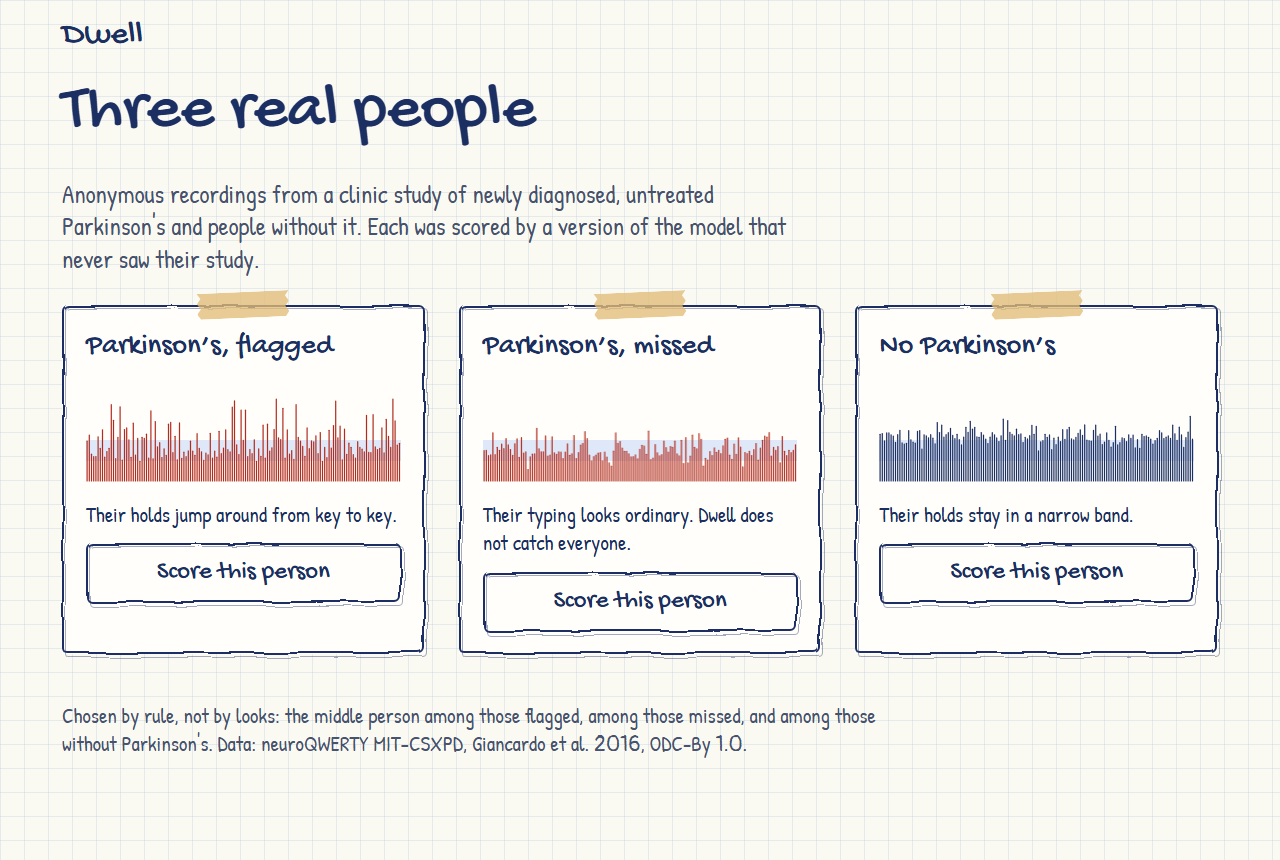 Dwell
Three real people
Anonymous recordings from a clinic study of newly diagnosed, untreated
Parkinson's and people without it. Each was scored by a version of the model that
never saw their study.
Parkinson's, flagged
Their holds jump around from key to key.
Score this person
Parkinson's, missed
Their typing looks ordinary. Dwell does
not catch everyone.
Score this person
No Parkinson's
Their holds stay in a narrow band.
Score this person
Chosen by rule, not by looks: the middle person among those flagged, among those missed, and among those
without Parkinson's. Data: neuroQWERTY MIT-CSXPD, Giancardo et al. 2016, ODC-By 1.0.